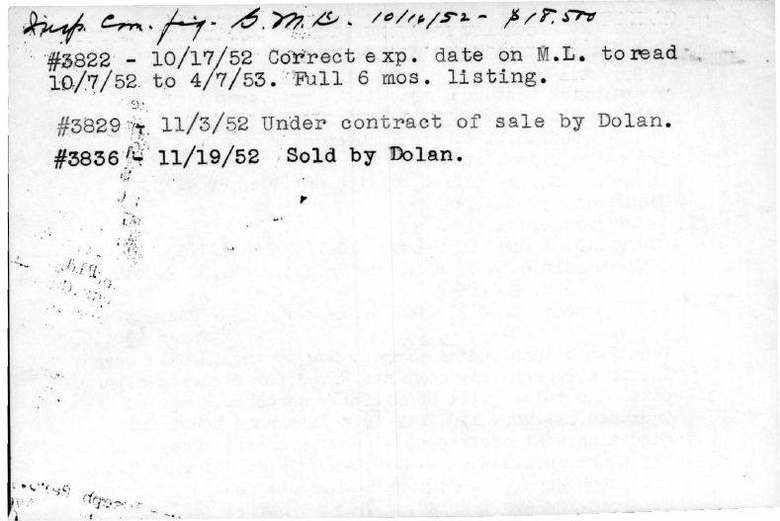 Insp. Com. fig. G.M.B. 10/16/52 - $18,500
#3822 - 10/17/52 Correct exp. date on M.L. to read
10/7/52 to 4/7/53. Full 6 mos. listing.
#3829 - 11/3/52 Under contract of sale by Dolan.
#3836 - 11/19/52 Sold by Dolan.